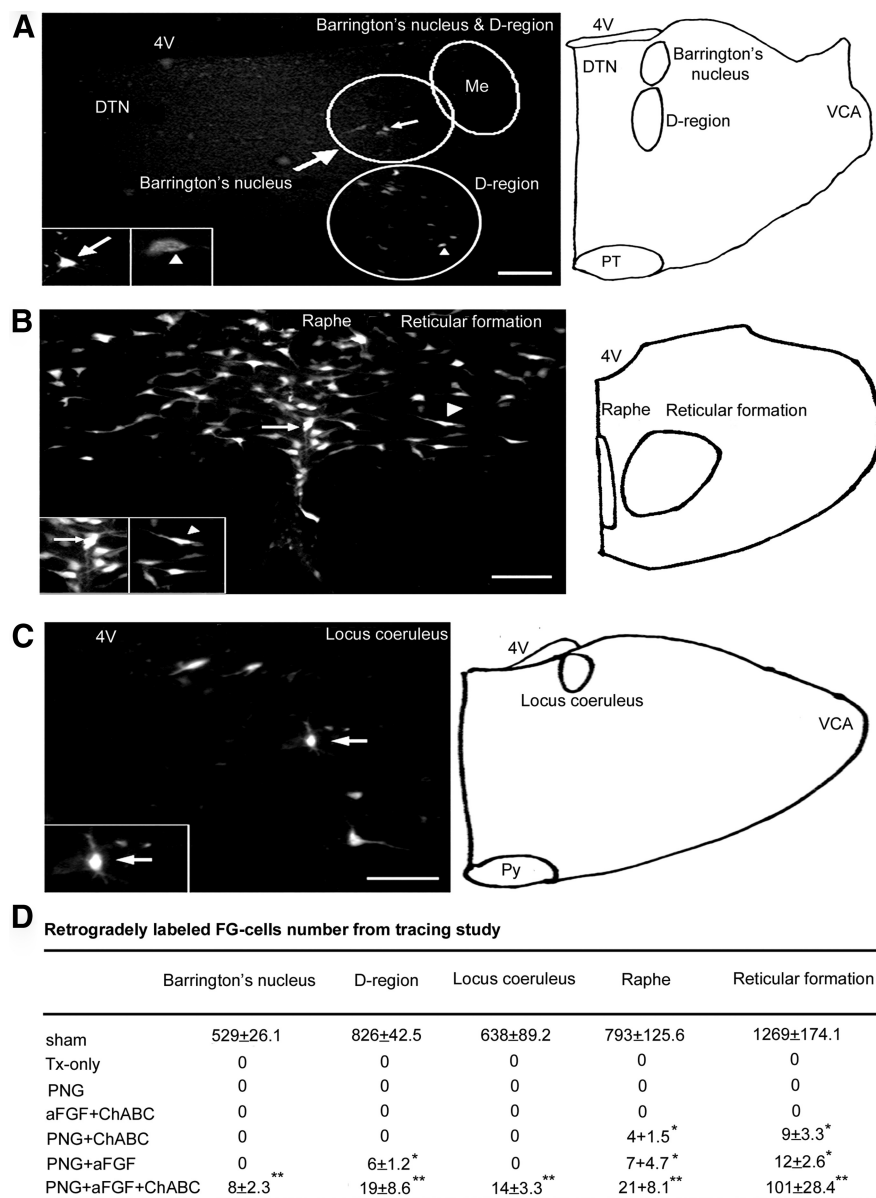 A
Barrington's nucleus & D-region
4V
DTN
Me
Barrington's nucleus
D-region
4V
DTN
Barrington's nucleus
D-region
VCA
PT
B
Raphe Reticular formation
4V
Raphe Reticular formation
C
4V Locus coeruleus
4V
Locus coeruleus
VCA
Py
D
Retrogradely labeled FG-cells number from tracing study
Barrington's nucleus D-region Locus coeruleus Raphe Reticular formation
sham 529±26.1 826±42.5 638±89.2 793±125.6 1269±174.1
Tx-only 0 0 0 0 0
PNG 0 0 0 0 0
aFGF+ChABC 0 0 0 0 0
PNG+ChABC 0 0 0 4+1.5* 9±3.3*
PNG+aFGF 0 6±1.2* 0 7+4.7* 12±2.6*
PNG+aFGF+ChABC 8±2.3** 19±8.6** 14±3.3** 21+8.1** 101±28.4**